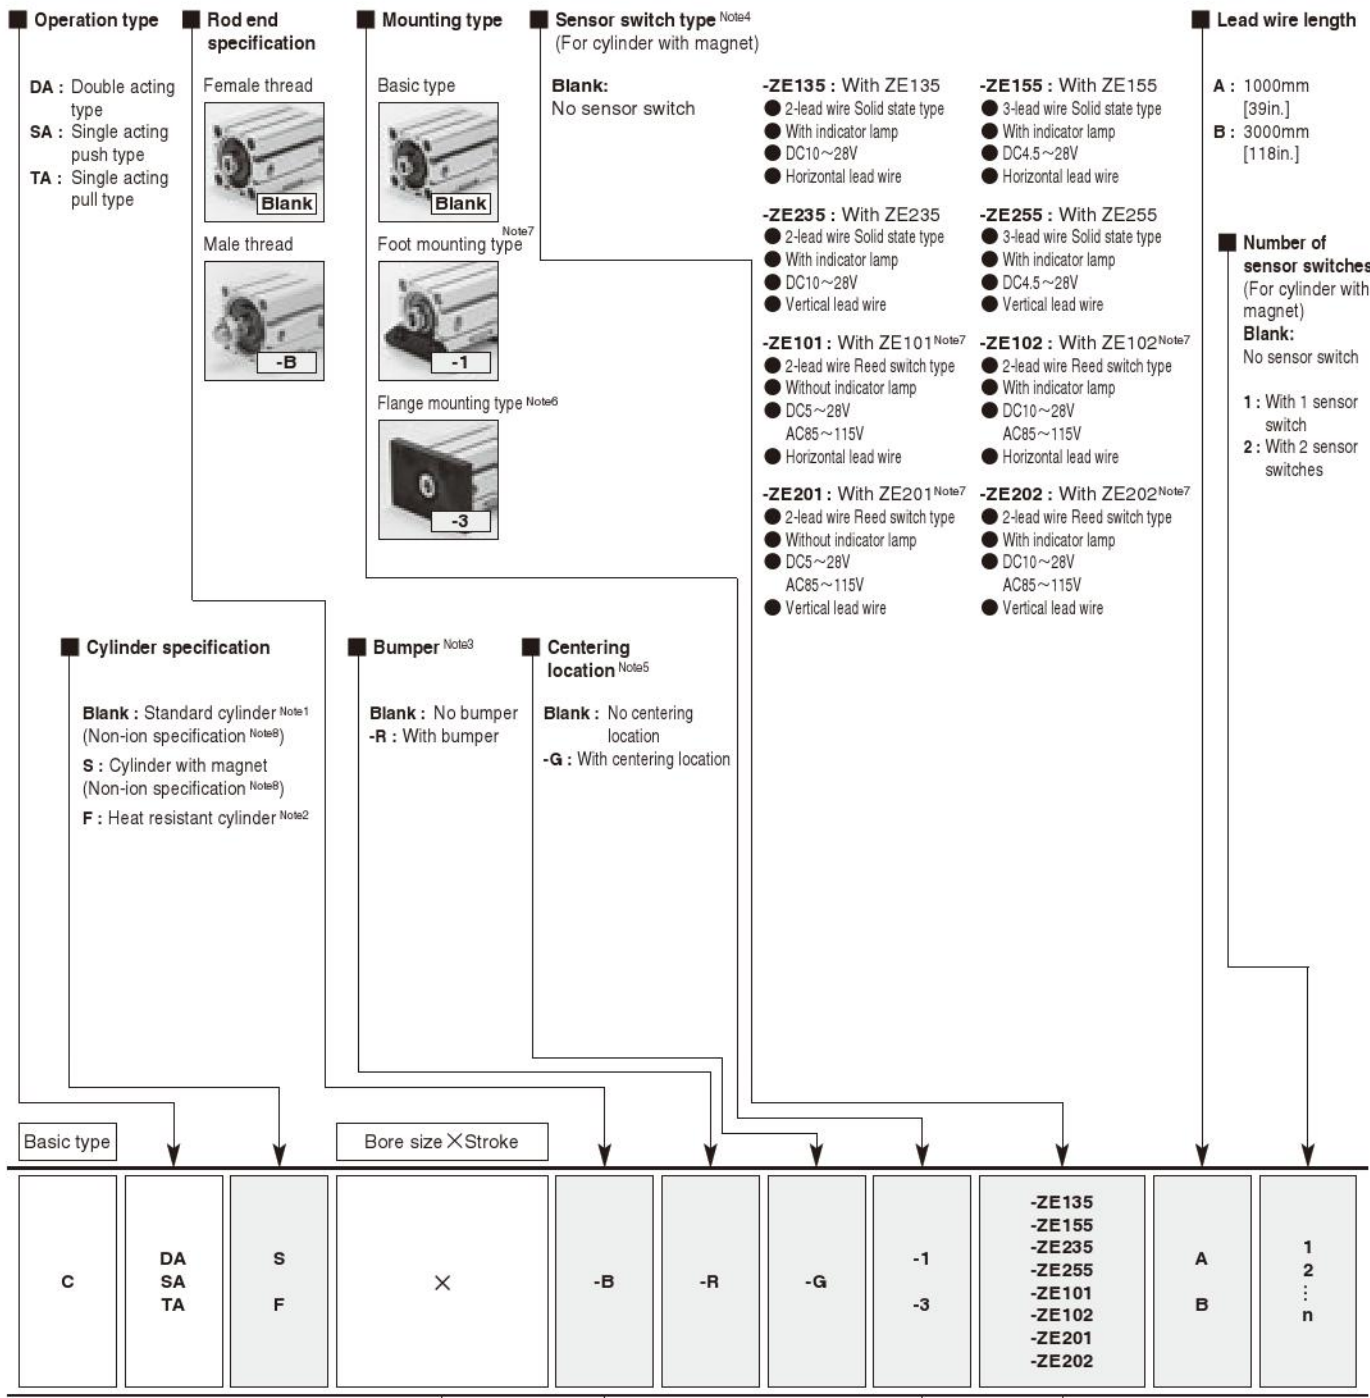 ■ Operation type
DA : Double acting
type
SA : Single acting
push type
TA : Single acting
pull type
■ Rod end
specification
Female thread
Blank
Male thread
-B
■ Mounting type
Basic type
Blank
Foot mounting type Note7
-1
Flange mounting type Note6
-3
■ Sensor switch type Note4
(For cylinder with magnet)
Blank:
No sensor switch
-ZE135 : With ZE135
● 2-lead wire Solid state type
● With indicator lamp
● DC10~28V
● Horizontal lead wire
-ZE155 : With ZE155
● 3-lead wire Solid state type
● With indicator lamp
● DC4.5~28V
● Horizontal lead wire
-ZE235 : With ZE235
● 2-lead wire Solid state type
● With indicator lamp
● DC10~28V
● Vertical lead wire
-ZE255 : With ZE255
● 3-lead wire Solid state type
● With indicator lamp
● DC4.5~28V
● Vertical lead wire
-ZE101 : With ZE101 Note7
● 2-lead wire Reed switch type
● Without indicator lamp
● DC5~28V
AC85~115V
● Horizontal lead wire
-ZE102 : With ZE102 Note7
● 2-lead wire Reed switch type
● With indicator lamp
● DC10~28V
AC85~115V
● Horizontal lead wire
-ZE201 : With ZE201 Note7
● 2-lead wire Reed switch type
● Without indicator lamp
● DC5~28V
AC85~115V
● Vertical lead wire
-ZE202 : With ZE202 Note7
● 2-lead wire Reed switch type
● With indicator lamp
● DC10~28V
AC85~115V
● Vertical lead wire
■ Lead wire length
A : 1000mm
[39in.]
B : 3000mm
[118in.]
■ Number of
sensor switches
(For cylinder with
magnet)
Blank:
No sensor switch
1 : With 1 sensor
switch
2 : With 2 sensor
switches
■ Cylinder specification
Blank : Standard cylinder Note1
(Non-ion specification Note8)
S : Cylinder with magnet
(Non-ion specification Note8)
F : Heat resistant cylinder Note2
■ Bumper Note3
Blank : No bumper
-R : With bumper
■ Centering
location Note5
Blank : No centering
location
-G : With centering location
Basic type
Bore size×Stroke
C
DA
SA
TA
S
F
×
-B
-R
-G
-1
-3
-ZE135
-ZE155
-ZE235
-ZE255
-ZE101
-ZE102
-ZE201
-ZE202
A
B
1
2
⋮
n